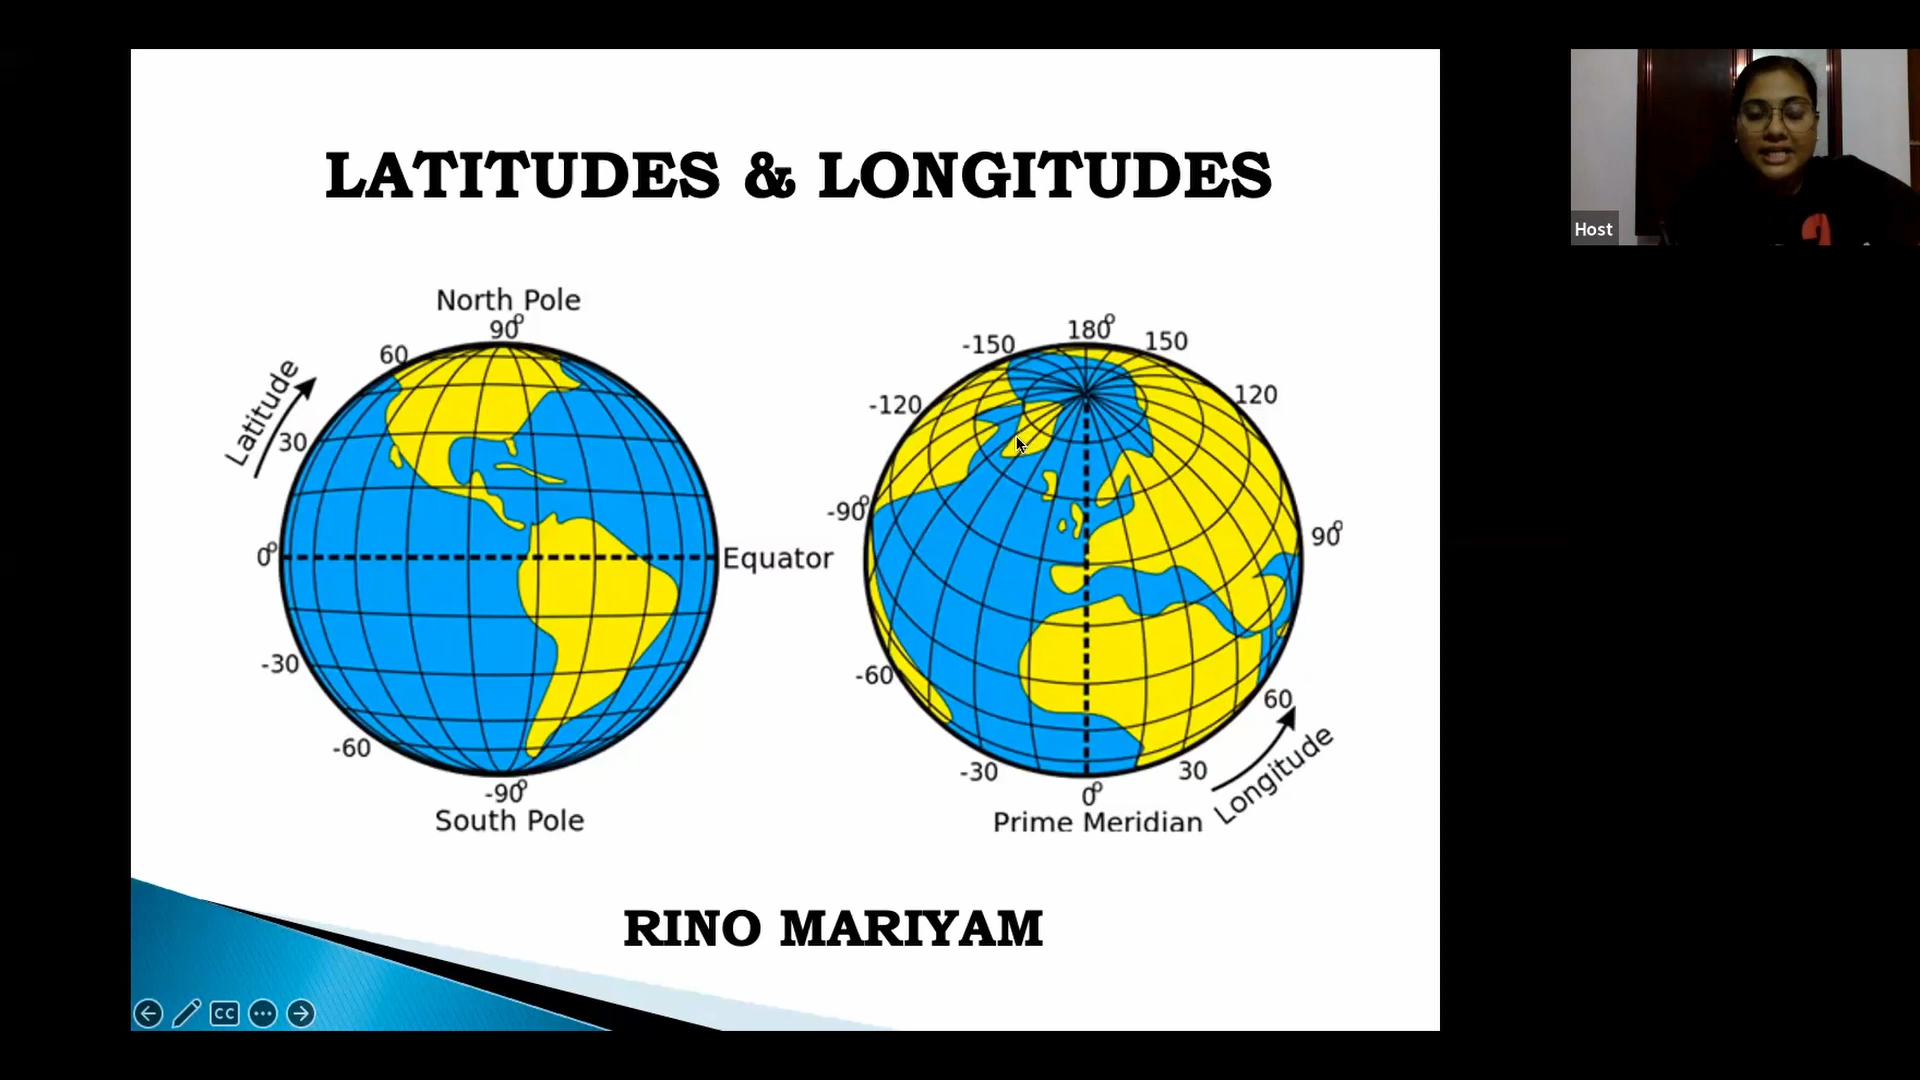 LATITUDES & LONGITUDES
Host
North Pole
90°
60
Latitude
30
0°
Equator
-30
-60
-90°
South Pole
180°
-150
150
-120
120
-90°
90°
-60
60
-30
30
0°
Longitude
Prime Meridian
RINO MARIYAM
CC